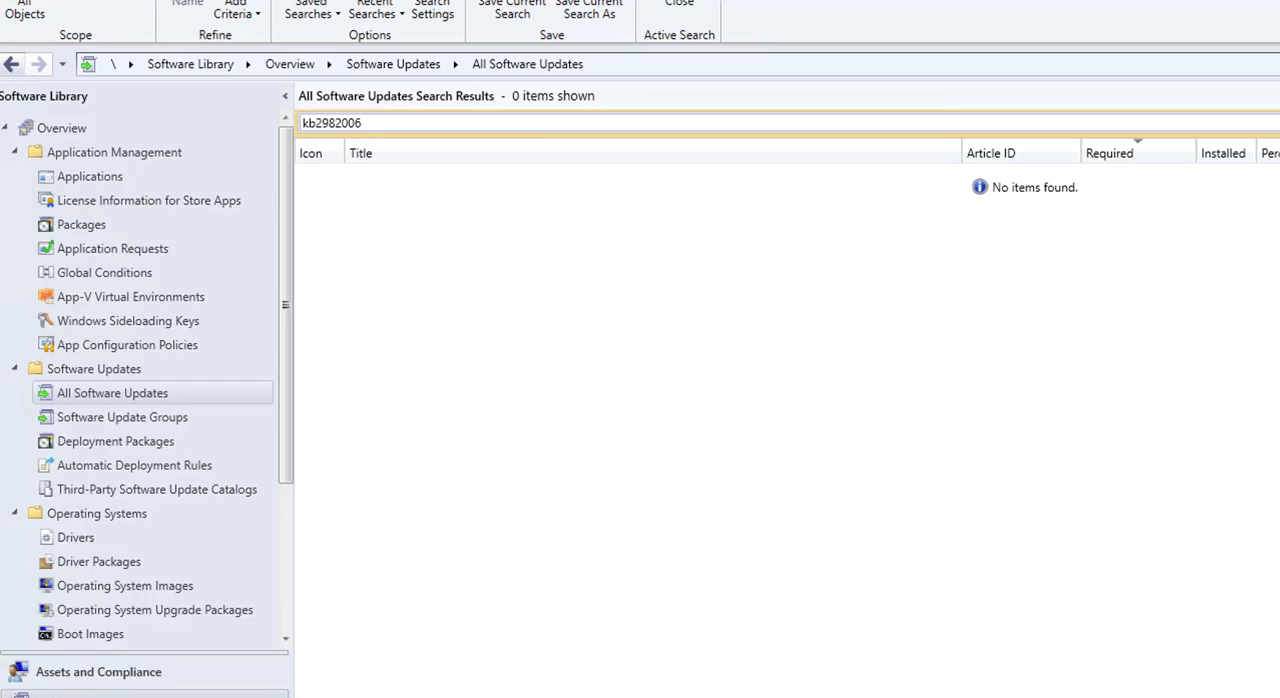 All
Objects
Name
Add
Criteria
Saved
Searches
Recent
Searches
Search
Settings
Save Current
Search
Save Current
Search As
Close
Scope
Refine
Options
Save
Active Search
\ Software Library Overview Software Updates All Software Updates
Software Library
Overview
Application Management
Applications
License Information for Store Apps
Packages
Application Requests
Global Conditions
App-V Virtual Environments
Windows Sideloading Keys
App Configuration Policies
Software Updates
All Software Updates
Software Update Groups
Deployment Packages
Automatic Deployment Rules
Third-Party Software Update Catalogs
Operating Systems
Drivers
Driver Packages
Operating System Images
Operating System Upgrade Packages
Boot Images
Assets and Compliance
All Software Updates Search Results - 0 items shown
kb2982006
Icon Title Article ID Required Installed Perc
No items found.